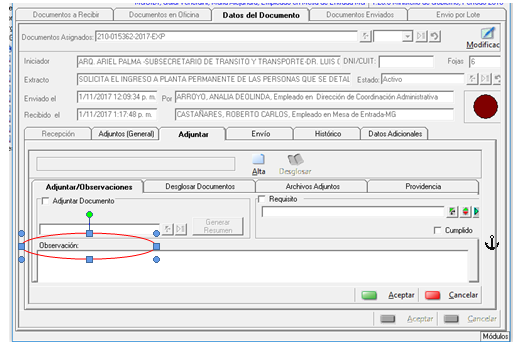 Documentos a Recibir Documentos en Oficina Datos del Documento Documentos Enviados Envio por Lote
Documentos Asignados: 210-015362-2017-EXP
Modificac
Iniciador ARQ. ARIEL PALMA -SUBSECRETARIO DE TRANSITO Y TRANSPORTE-DR. LUIS C DNI/CUIT: Fojas 6
Extracto SOLICITA EL INGRESO A PLANTA PERMANENTE DE LAS PERSONAS QUE SE DETAL Estado: Activo
Enviado el 1/11/2017 12:09:34 p. m. Por ARROYO, ANALIA DEOLINDA, Empleado en Dirección de Coordinación Administrativa
Recibido el 1/11/2017 1:17:48 p. m. CASTAÑARES, ROBERTO CARLOS, Empleado en Mesa de Entrada-MG
Recepción Adjuntos (General) Adjuntar Envío Histórico Datos Adicionales
Alta Desglosar
Adjuntar/Observaciones Desglosar Documentos Archivos Adjuntos Providencia
Adjuntar Documento Requisito
Generar Resumen
Cumplido
Observación:
Aceptar Cancelar
Aceptar Cancelar
Módulos